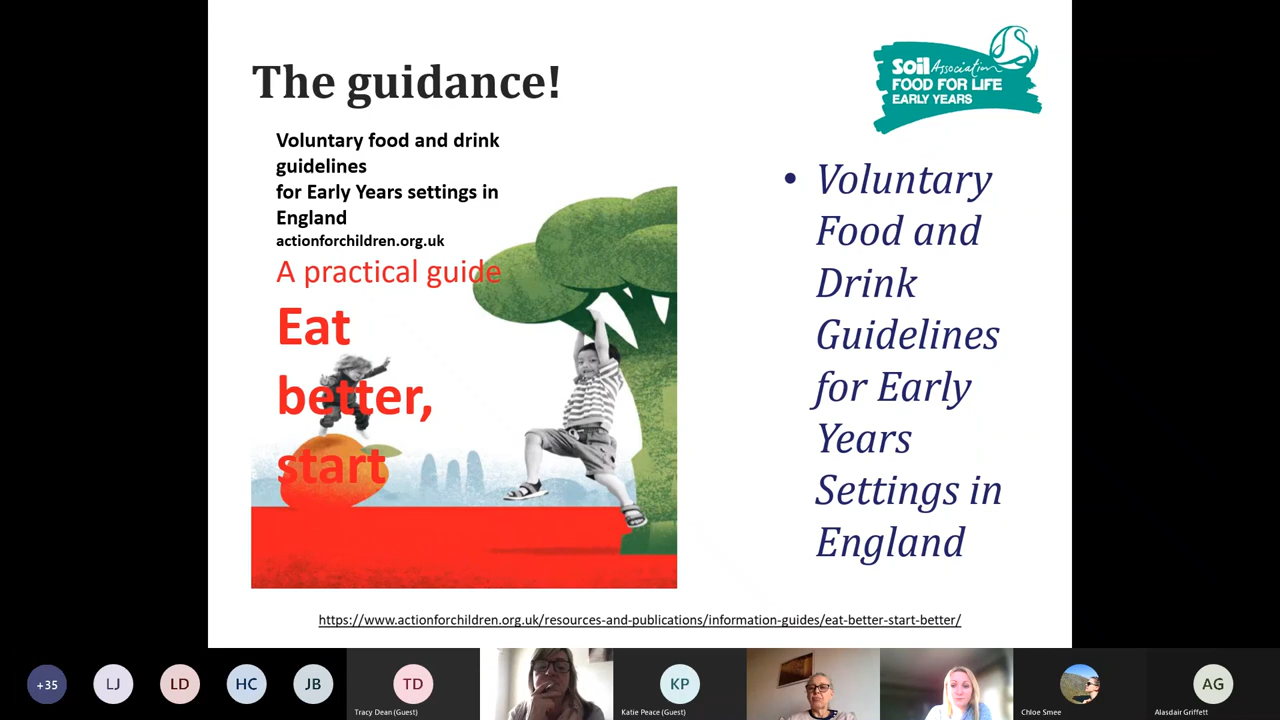 The guidance!
Soil Association
FOOD FOR LIFE
EARLY YEARS
Voluntary food and drink
guidelines
for Early Years settings in
England
actionforchildren.org.uk
A practical guide
Eat
better,
start
• Voluntary
Food and
Drink
Guidelines
for Early
Years
Settings in
England
https://www.actionforchildren.org.uk/resources-and-publications/information-guides/eat-better-start-better/
+35
LJ
LD
HC
JB
TD
Tracy Dean (Guest)
KP
Katie Peace (Guest)
Chloe Smee
AG
Alasdair Griffett